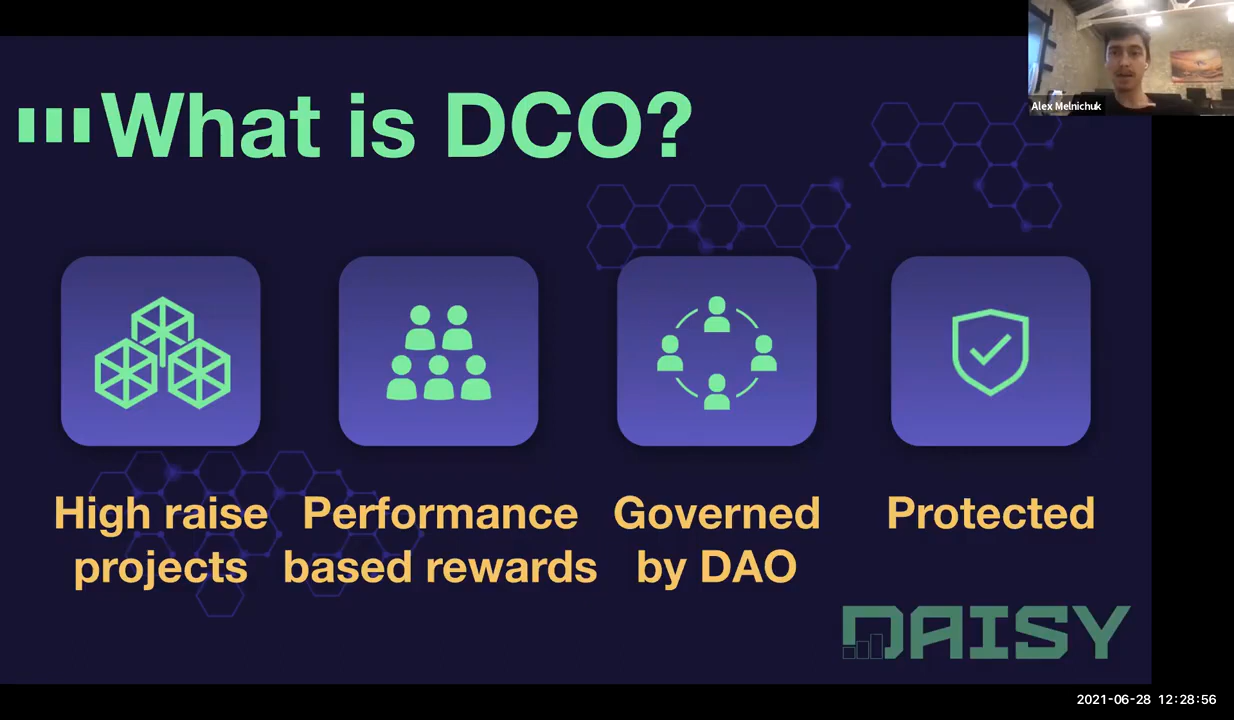 Alex Melnichuk
What is DCO?
High raise
projects
Performance
based rewards
Governed
by DAO
Protected
DAISY
2021-06-28 12:28:56